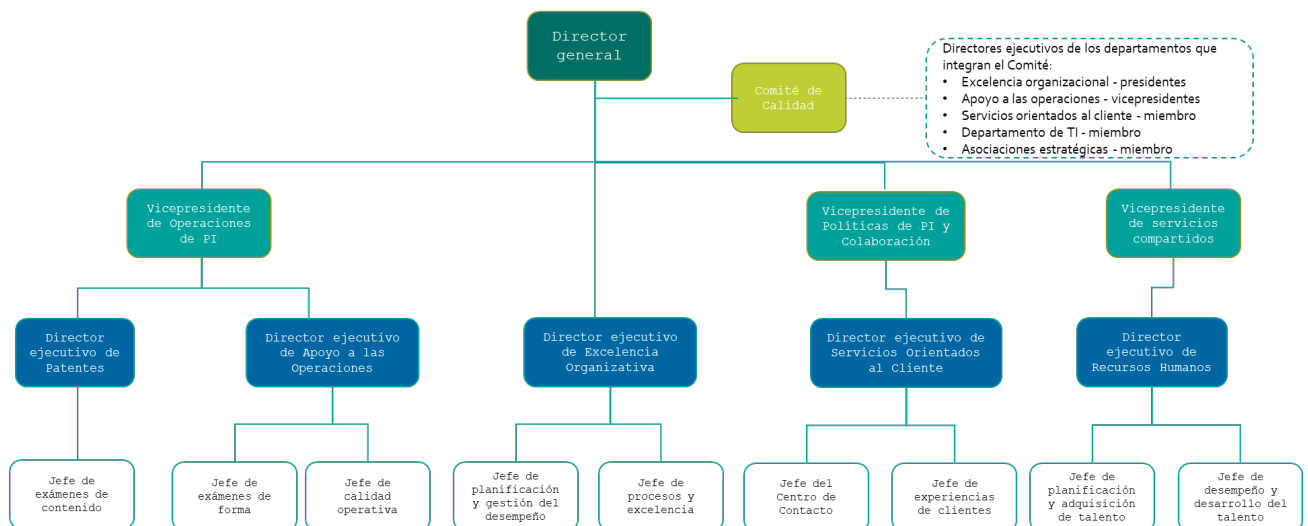 Director
general
Comité de
Calidad
Directores ejecutivos de los departamentos que
integran el Comité:
• Excelencia organizacional - presidentes
• Apoyo a las operaciones - vicepresidentes
• Servicios orientados al cliente - miembro
• Departamento de TI - miembro
• Asociaciones estratégicas - miembro
Vicepresidente
de Operaciones
de PI
Vicepresidente de
Políticas de PI y
Colaboración
Vicepresidente
de servicios
compartidos
Director
ejecutivo de
Patentes
Director ejecutivo
de Apoyo a las
Operaciones
Director ejecutivo
de Excelencia
Organizativa
Director ejecutivo de
Servicios Orientados
al Cliente
Director
ejecutivo de
Recursos Humanos
Jefe de
exámenes de
contenido
Jefe de
exámenes de
forma
Jefe de
calidad
operativa
Jefe de
planificación
y gestión del
desempeño
Jefe de
procesos y
excelencia
Jefe del
Centro de
Contacto
Jefe de
experiencias
de clientes
Jefe de
planificación
y adquisición
de talento
Jefe de
desempeño y
desarrollo del
talento